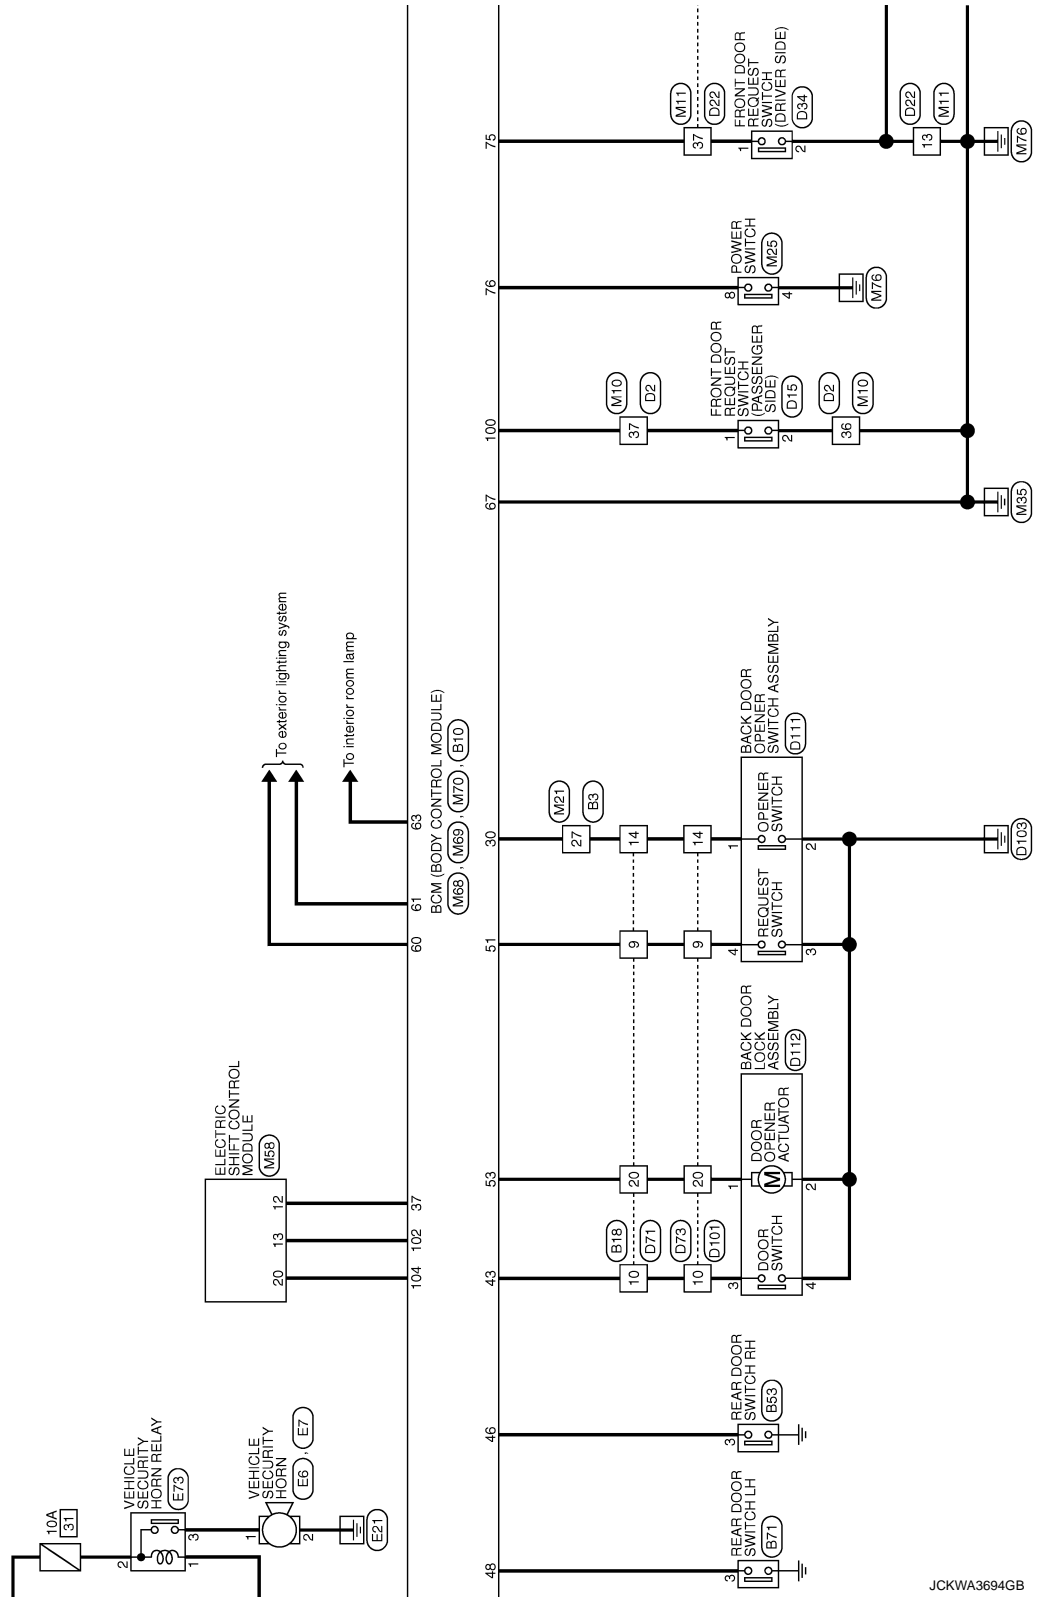 10A
31
VEHICLE
SECURITY
HORN RELAY
E73
2
3
1
VEHICLE
SECURITY
HORN
E6 , E7
1
2
E21
ELECTRIC
SHIFT CONTROL
MODULE
M58
20
13
12
104
102
37
To exterior lighting system
To interior room lamp
60
61
63
BCM (BODY CONTROL MODULE)
M68 , M69 , M70 , B10
48
46
43
53
51
30
67
100
76
75
3
REAR DOOR
SWITCH LH
B71
3
REAR DOOR
SWITCH RH
B53
B18
D71
D73
D101
10
10
20
20
9
9
14
14
M21
B3
27
3
DOOR
SWITCH
4
1
M
DOOR
OPENER
ACTUATOR
2
BACK DOOR
LOCK
ASSEMBLY
D112
4
REQUEST
SWITCH
3
1
OPENER
SWITCH
2
BACK DOOR
OPENER
SWITCH ASSEMBLY
D111
D103
M35
M10
D2
37
FRONT DOOR
REQUEST
SWITCH
(PASSENGER
SIDE)
D15
1
2
D2
M10
36
POWER
SWITCH
M25
8
4
M76
M11
D22
37
FRONT DOOR
REQUEST
SWITCH
(DRIVER SIDE)
D34
1
2
D22
M11
13
M76
JCKWA3694GB